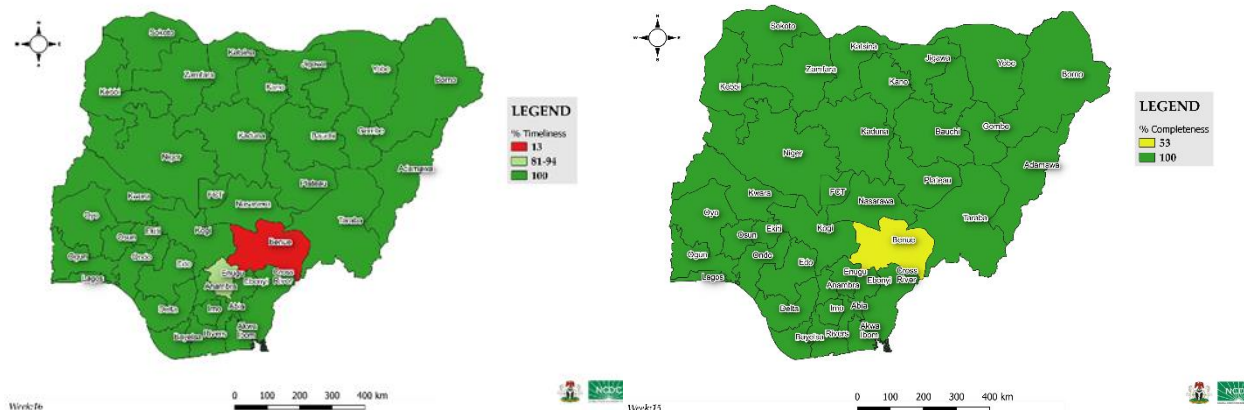 N
W
E
S
Sokoto
Katsina
Jigawa
Yobe
Borno
Zamfara
Kano
Kebbi
Kaduna
Bauchi
Gombe
Niger
Adamawa
Plateau
FCT
Kwara
Nasarawa
Oyo
Taraba
Ekiti
Kogi
Benue
Osun
Ogun
Ondo
Edo
Enugu
Cross
River
Lagos
Anambra
Ebonyi
Delta
Imo
Abia
Akwa
Ibom
Bayelsa
Rivers
LEGEND
% Timeliness
13
81-94
100
0 100 200 300 400 km
Week:16
NCDC
N
W
E
S
Sokoto
Katsina
Jigawa
Yobe
Borno
Zamfara
Kano
Kebbi
Kaduna
Bauchi
Gombe
Niger
Adamawa
Plateau
FCT
Kwara
Nasarawa
Oyo
Taraba
Ekiti
Kogi
Benue
Osun
Ogun
Ondo
Edo
Enugu
Cross
River
Lagos
Anambra
Ebonyi
Delta
Imo
Abia
Akwa
Ibom
Bayelsa
Rivers
LEGEND
% Completeness
53
100
0 100 200 300 400 km
Week:15
NCDC